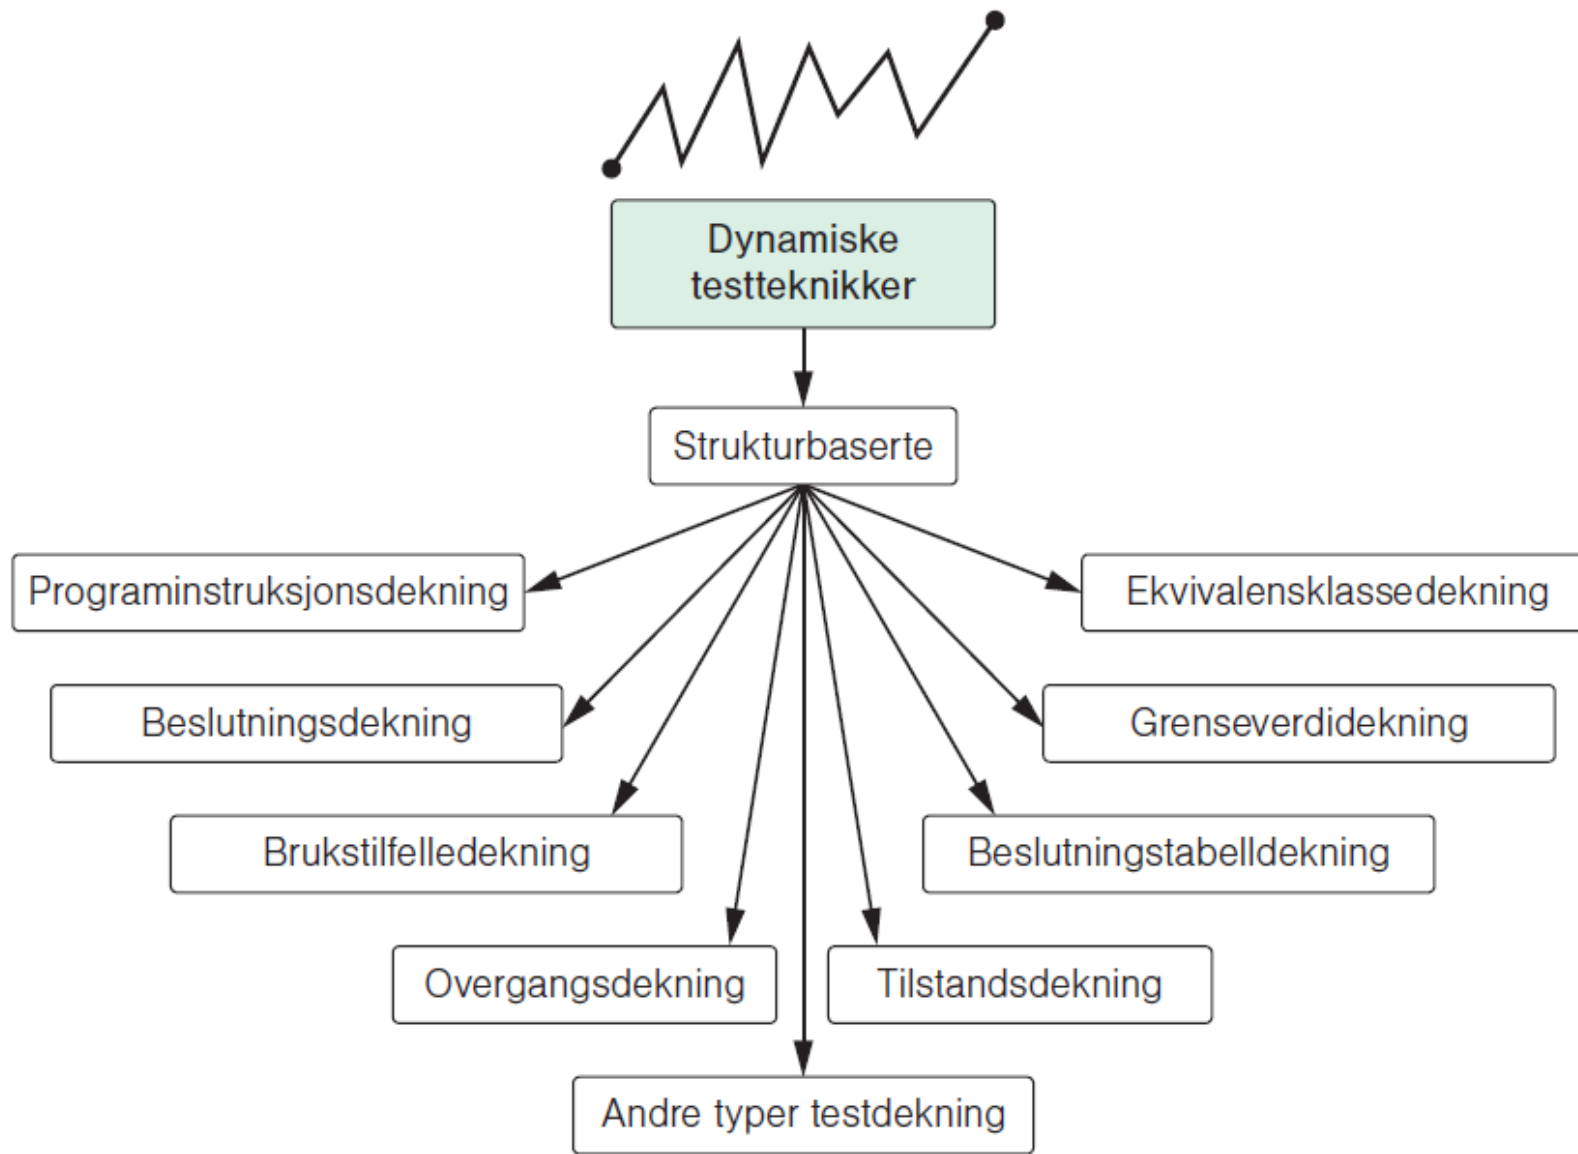 Dynamiske
testteknikker
Strukturbaserte
Programinstruksjonsdekning
Ekvivalensklassedekning
Beslutningsdekning
Grenseverdidekning
Brukstilfelledekning
Beslutningstabelldekning
Overgangsdekning
Tilstandsdekning
Andre typer testdekning